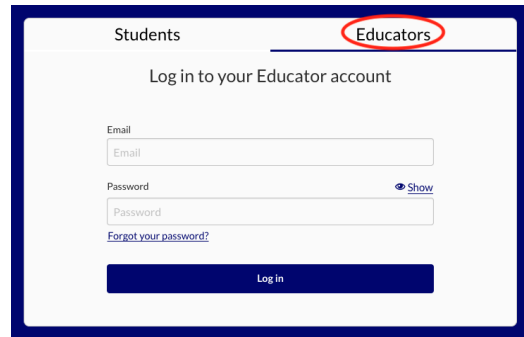 Students Educators
Log in to your Educator account
Email
Email
Password Show
Password
Forgot your password?
Log in